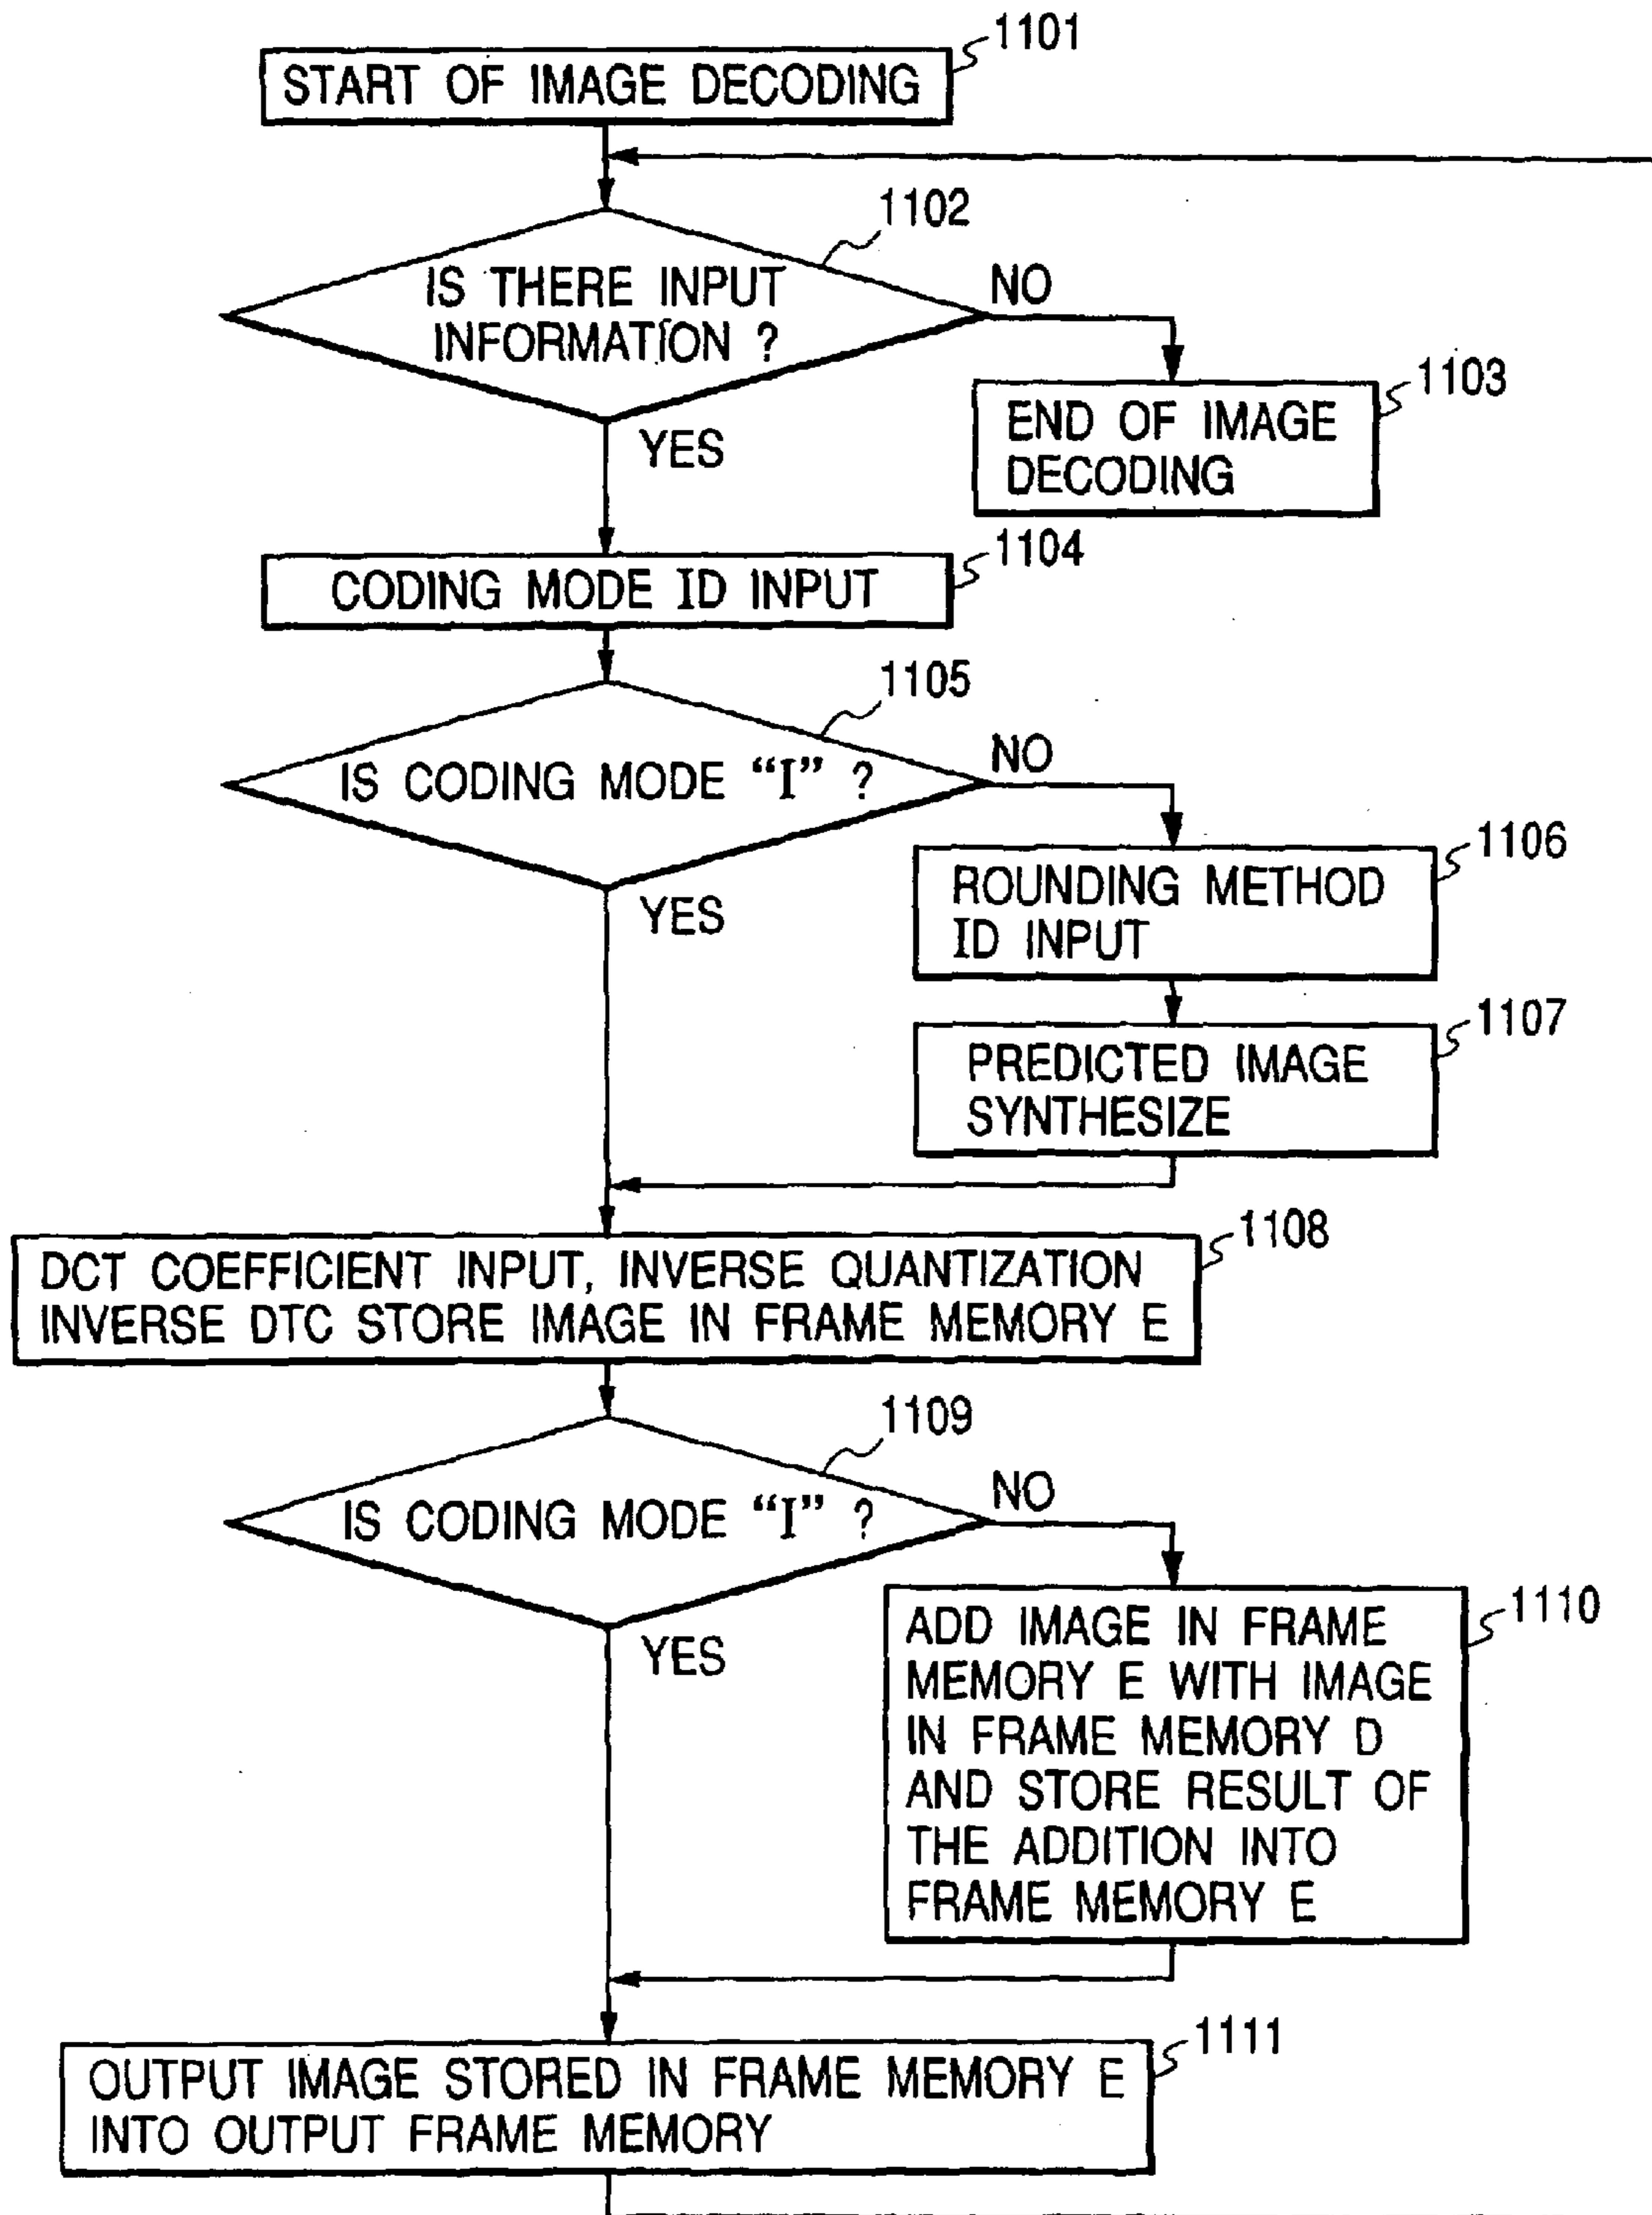 1101
START OF IMAGE DECODING
1102
IS THERE INPUT
INFORMATION ?
NO
YES
1103
END OF IMAGE
DECODING
1104
CODING MODE ID INPUT
1105
IS CODING MODE “I” ?
NO
YES
1106
ROUNDING METHOD
ID INPUT
1107
PREDICTED IMAGE
SYNTHESIZE
1108
DCT COEFFICIENT INPUT, INVERSE QUANTIZATION
INVERSE DTC STORE IMAGE IN FRAME MEMORY E
1109
IS CODING MODE “I” ?
NO
YES
1110
ADD IMAGE IN FRAME
MEMORY E WITH IMAGE
IN FRAME MEMORY D
AND STORE RESULT OF
THE ADDITION INTO
FRAME MEMORY E
1111
OUTPUT IMAGE STORED IN FRAME MEMORY E
INTO OUTPUT FRAME MEMORY